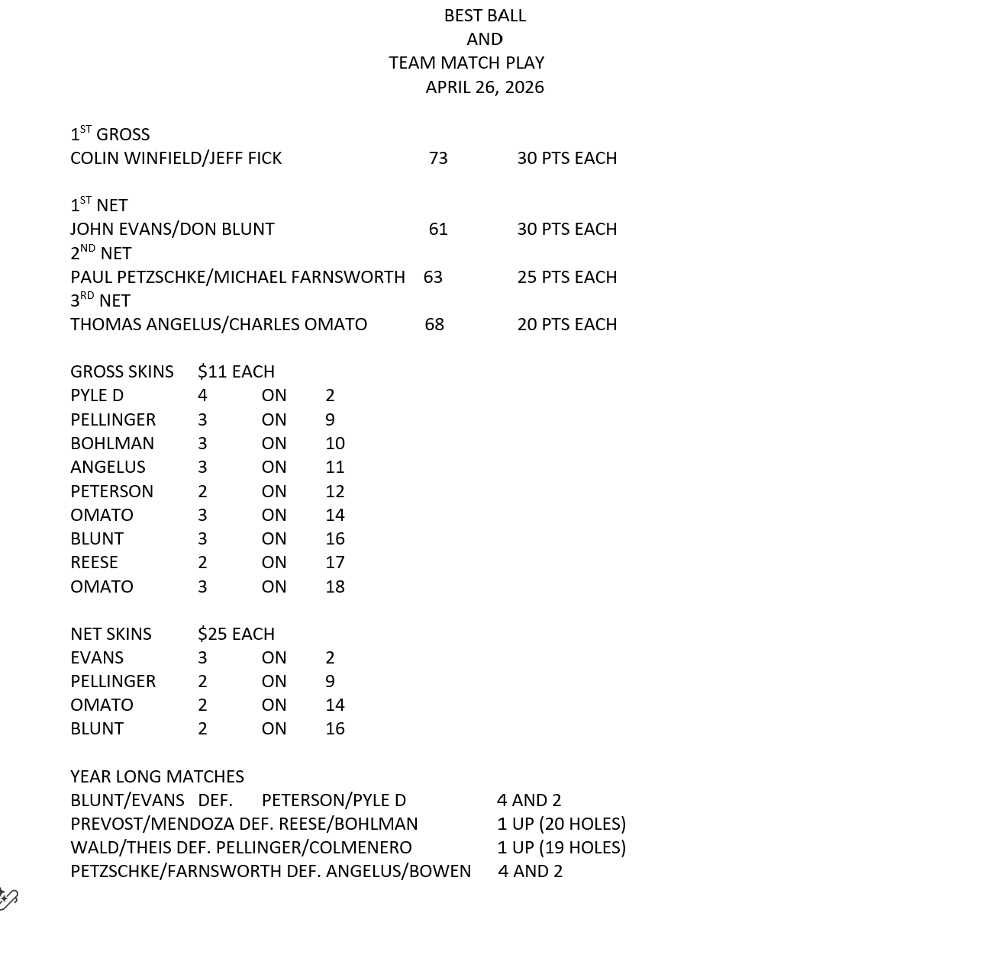 BEST BALL
AND
TEAM MATCH PLAY
APRIL 26, 2026
1ST GROSS
COLIN WINFIELD/JEFF FICK 73 30 PTS EACH
1ST NET
JOHN EVANS/DON BLUNT 61 30 PTS EACH
2ND NET
PAUL PETZSCHKE/MICHAEL FARNSWORTH 63 25 PTS EACH
3RD NET
THOMAS ANGELUS/CHARLES OMATO 68 20 PTS EACH
GROSS SKINS $11 EACH
PYLE D 4 ON 2
PELLINGER 3 ON 9
BOHLMAN 3 ON 10
ANGELUS 3 ON 11
PETERSON 2 ON 12
OMATO 3 ON 14
BLUNT 3 ON 16
REESE 2 ON 17
OMATO 3 ON 18
NET SKINS $25 EACH
EVANS 3 ON 2
PELLINGER 2 ON 9
OMATO 2 ON 14
BLUNT 2 ON 16
YEAR LONG MATCHES
BLUNT/EVANS DEF. PETERSON/PYLE D 4 AND 2
PREVOST/MENDOZA DEF. REESE/BOHLMAN 1 UP (20 HOLES)
WALD/THEIS DEF. PELLINGER/COLMENERO 1 UP (19 HOLES)
PETZSCHKE/FARNSWORTH DEF. ANGELUS/BOWEN 4 AND 2